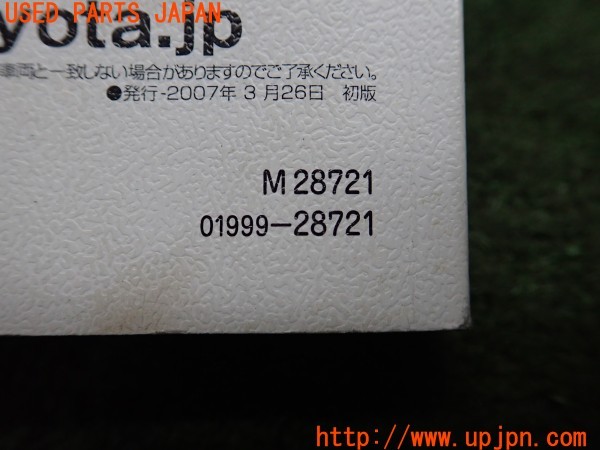 USED PARTS JAPAN
yota.jp
車両と一致しない場合がありますのでご了承ください。
●発行-2007年 3月26日 初版
M 28721
01999-28721
http://www.upjpn.com/